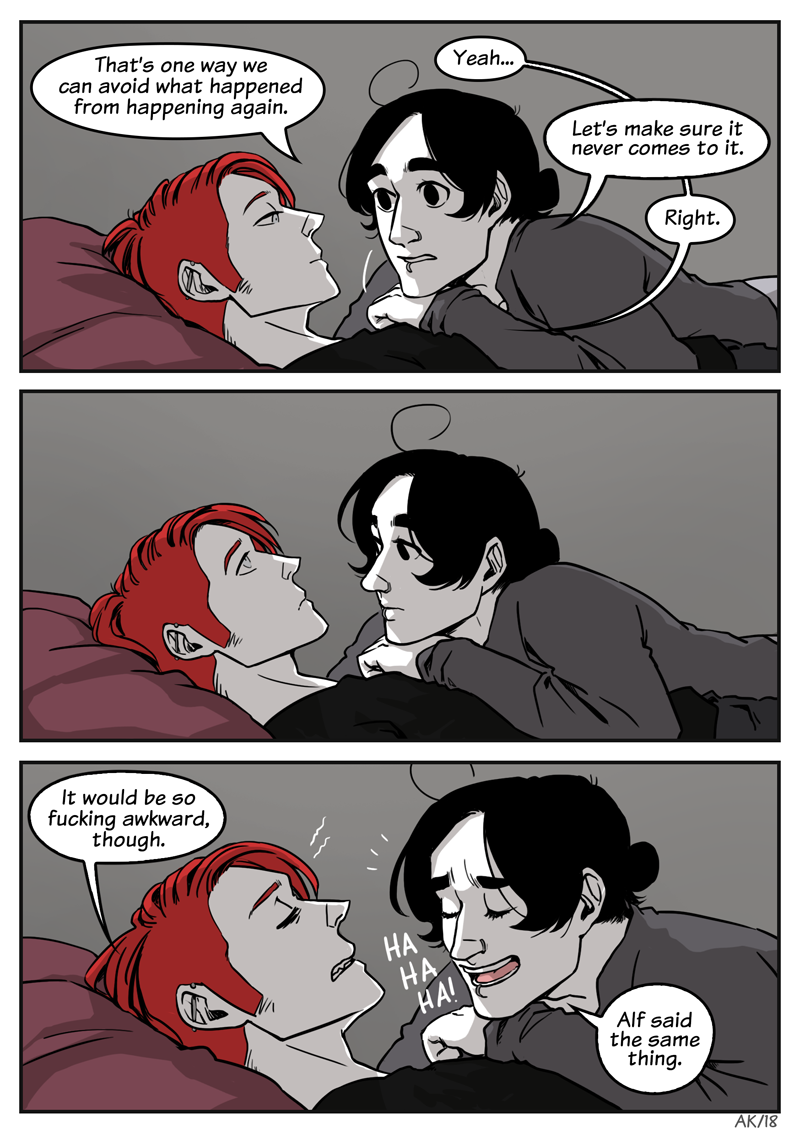 That's one way we
can avoid what happened
from happening again.
Yeah...
Let's make sure it
never comes to it.
Right.
It would be so
fucking awkward,
though.
HA
HA
HA!
Alf said
the same
thing.
AK/18